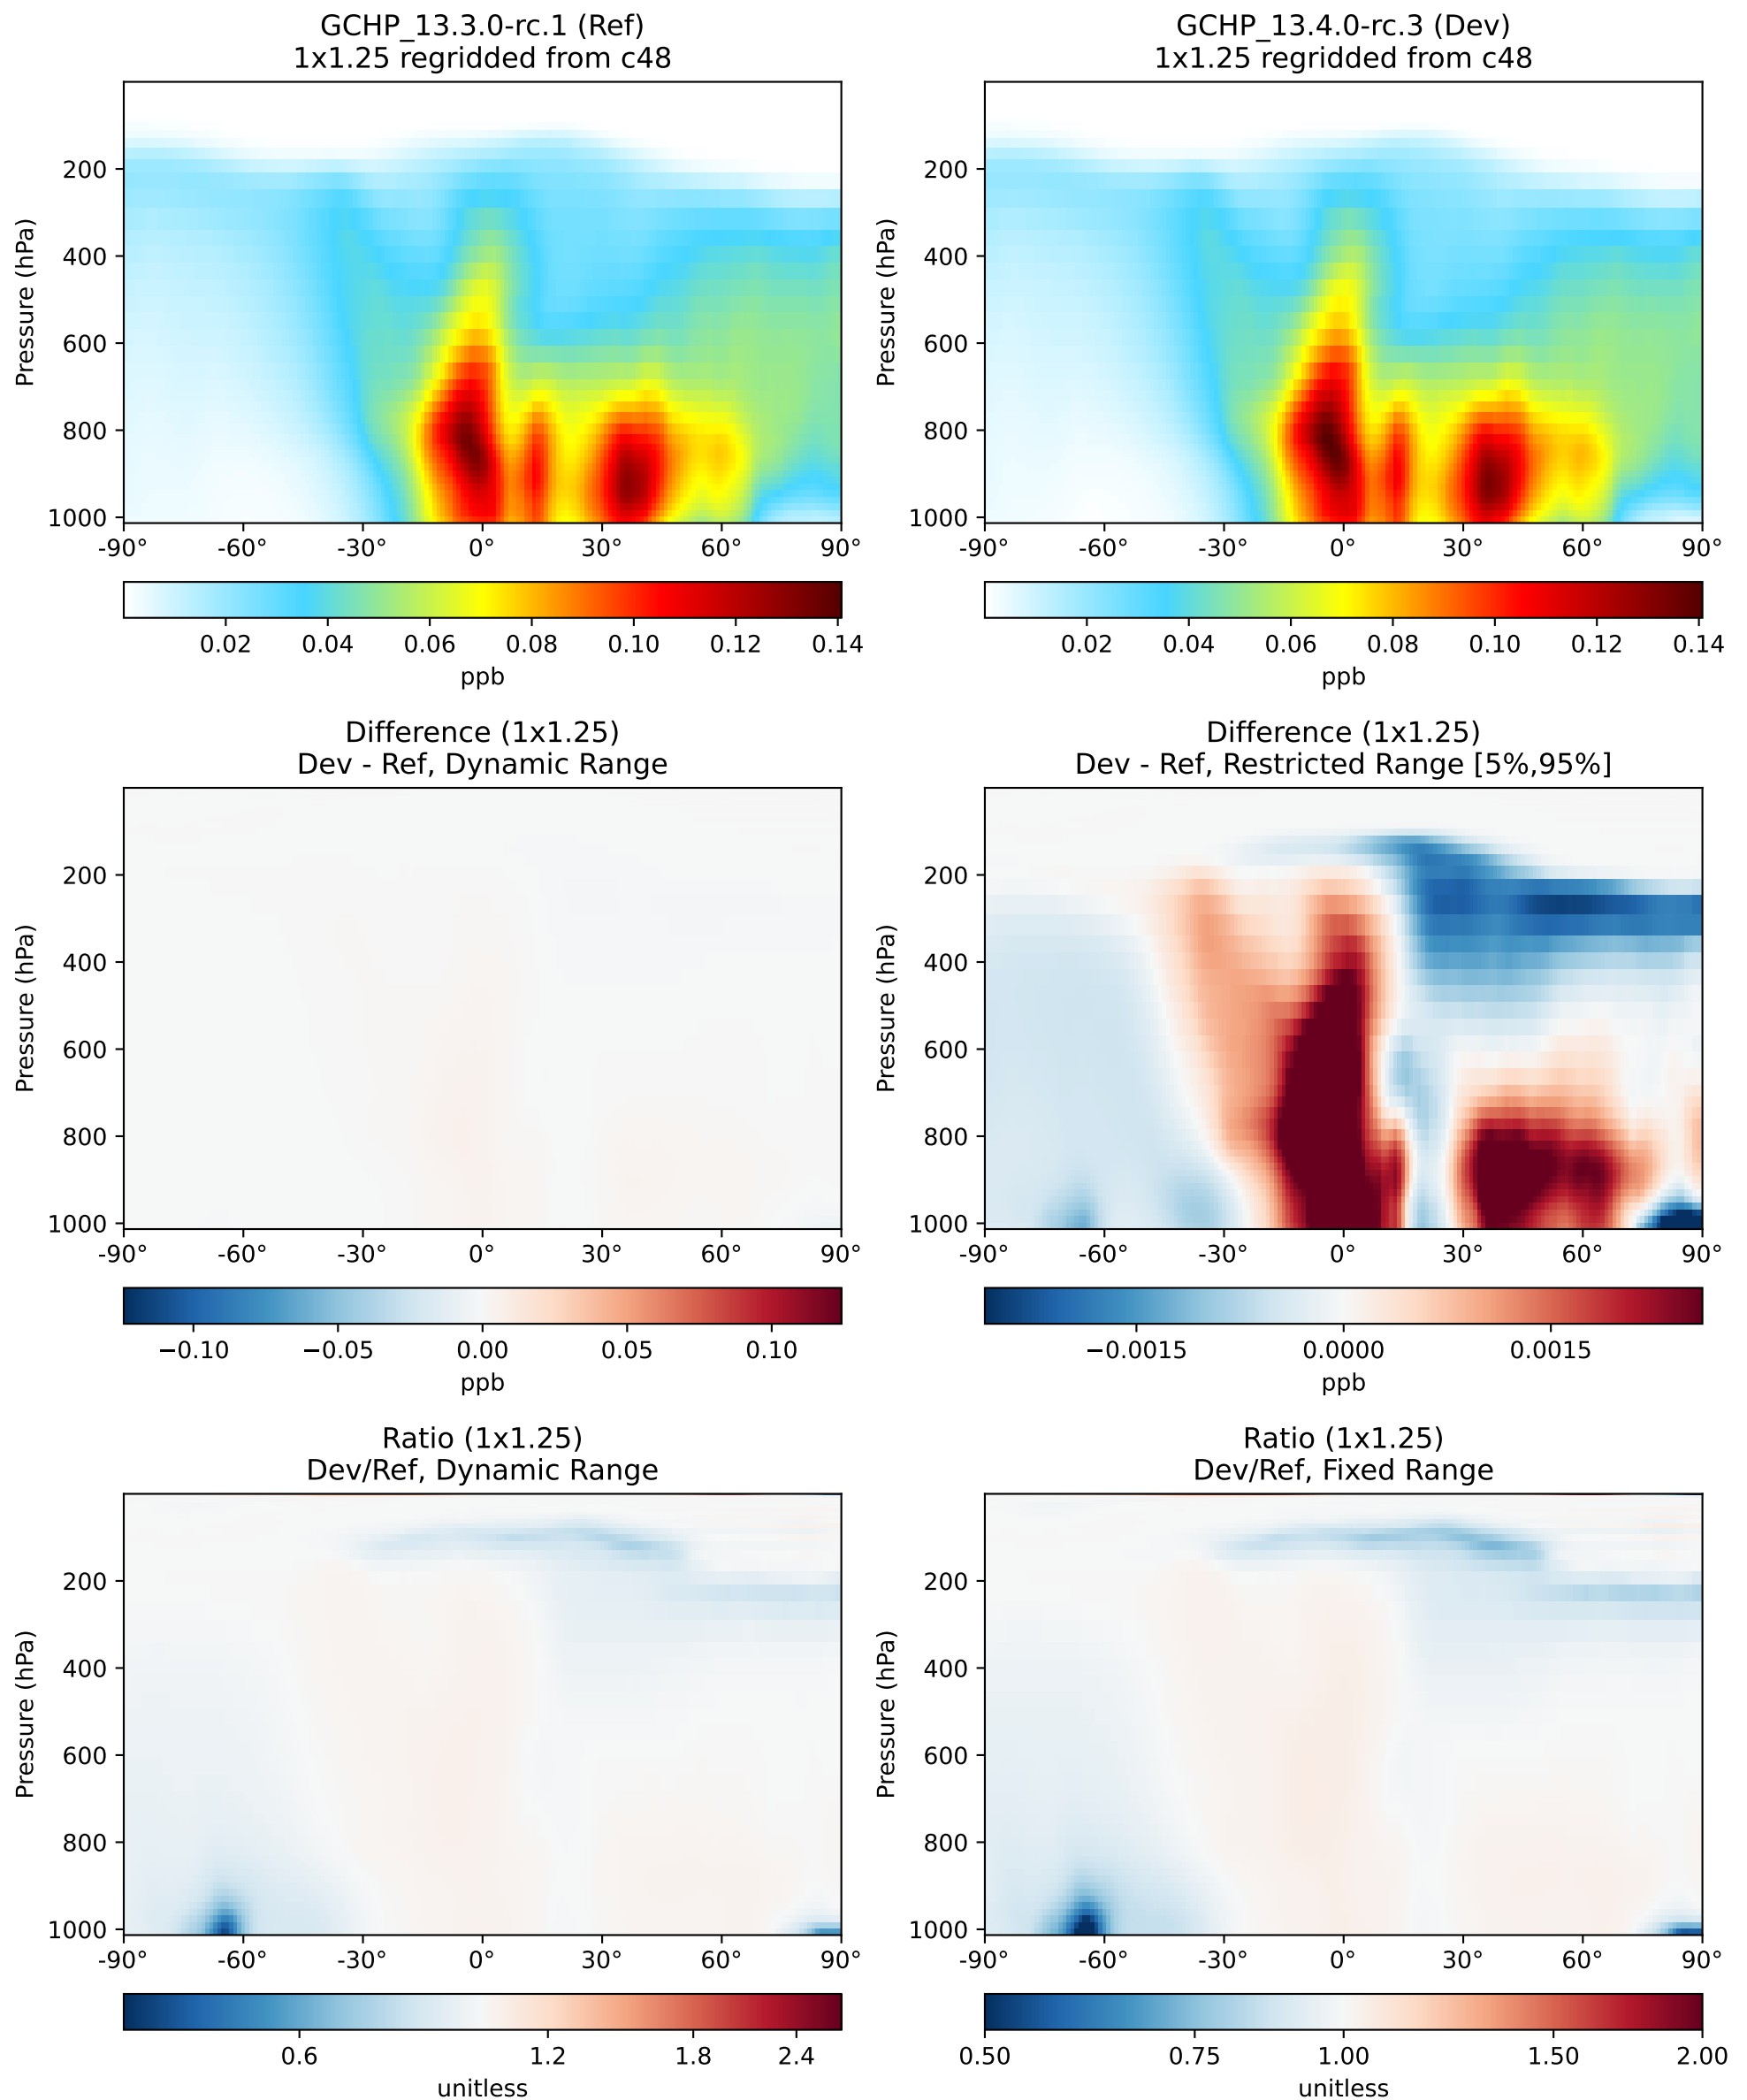 GCHP_13.3.0-rc.1 (Ref)
1x1.25 regridded from c48
Pressure (hPa)
200
400
600
800
1000
-90° -60° -30° 0° 30° 60° 90°
0.02 0.04 0.06 0.08 0.10 0.12 0.14
ppb
GCHP_13.4.0-rc.3 (Dev)
1x1.25 regridded from c48
Pressure (hPa)
200
400
600
800
1000
-90° -60° -30° 0° 30° 60° 90°
0.02 0.04 0.06 0.08 0.10 0.12 0.14
ppb
Difference (1x1.25)
Dev - Ref, Dynamic Range
Pressure (hPa)
200
400
600
800
1000
-90° -60° -30° 0° 30° 60° 90°
−0.10 −0.05 0.00 0.05 0.10
ppb
Difference (1x1.25)
Dev - Ref, Restricted Range [5%,95%]
Pressure (hPa)
200
400
600
800
1000
-90° -60° -30° 0° 30° 60° 90°
−0.0015 0.0000 0.0015
ppb
Ratio (1x1.25)
Dev/Ref, Dynamic Range
Pressure (hPa)
200
400
600
800
1000
-90° -60° -30° 0° 30° 60° 90°
0.6 1.2 1.8 2.4
unitless
Ratio (1x1.25)
Dev/Ref, Fixed Range
Pressure (hPa)
200
400
600
800
1000
-90° -60° -30° 0° 30° 60° 90°
0.50 0.75 1.00 1.50 2.00
unitless